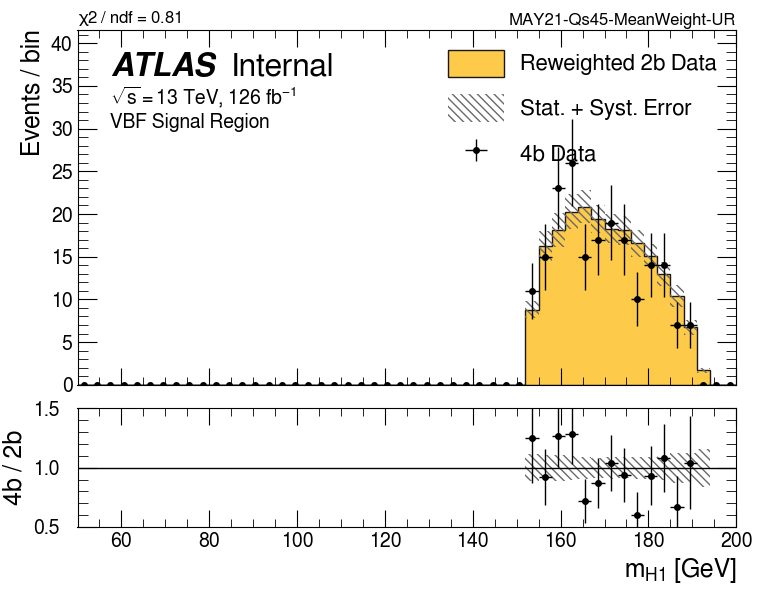 χ2 / ndf = 0.81
MAY21-Qs45-MeanWeight-UR
ATLAS Internal
√s = 13 TeV, 126 fb⁻¹
VBF Signal Region
Reweighted 2b Data
Stat. + Syst. Error
4b Data
Events / bin
40
35
30
25
20
15
10
5
0
4b / 2b
1.5
1.0
0.5
60 80 100 120 140 160 180 200
mH1 [GeV]